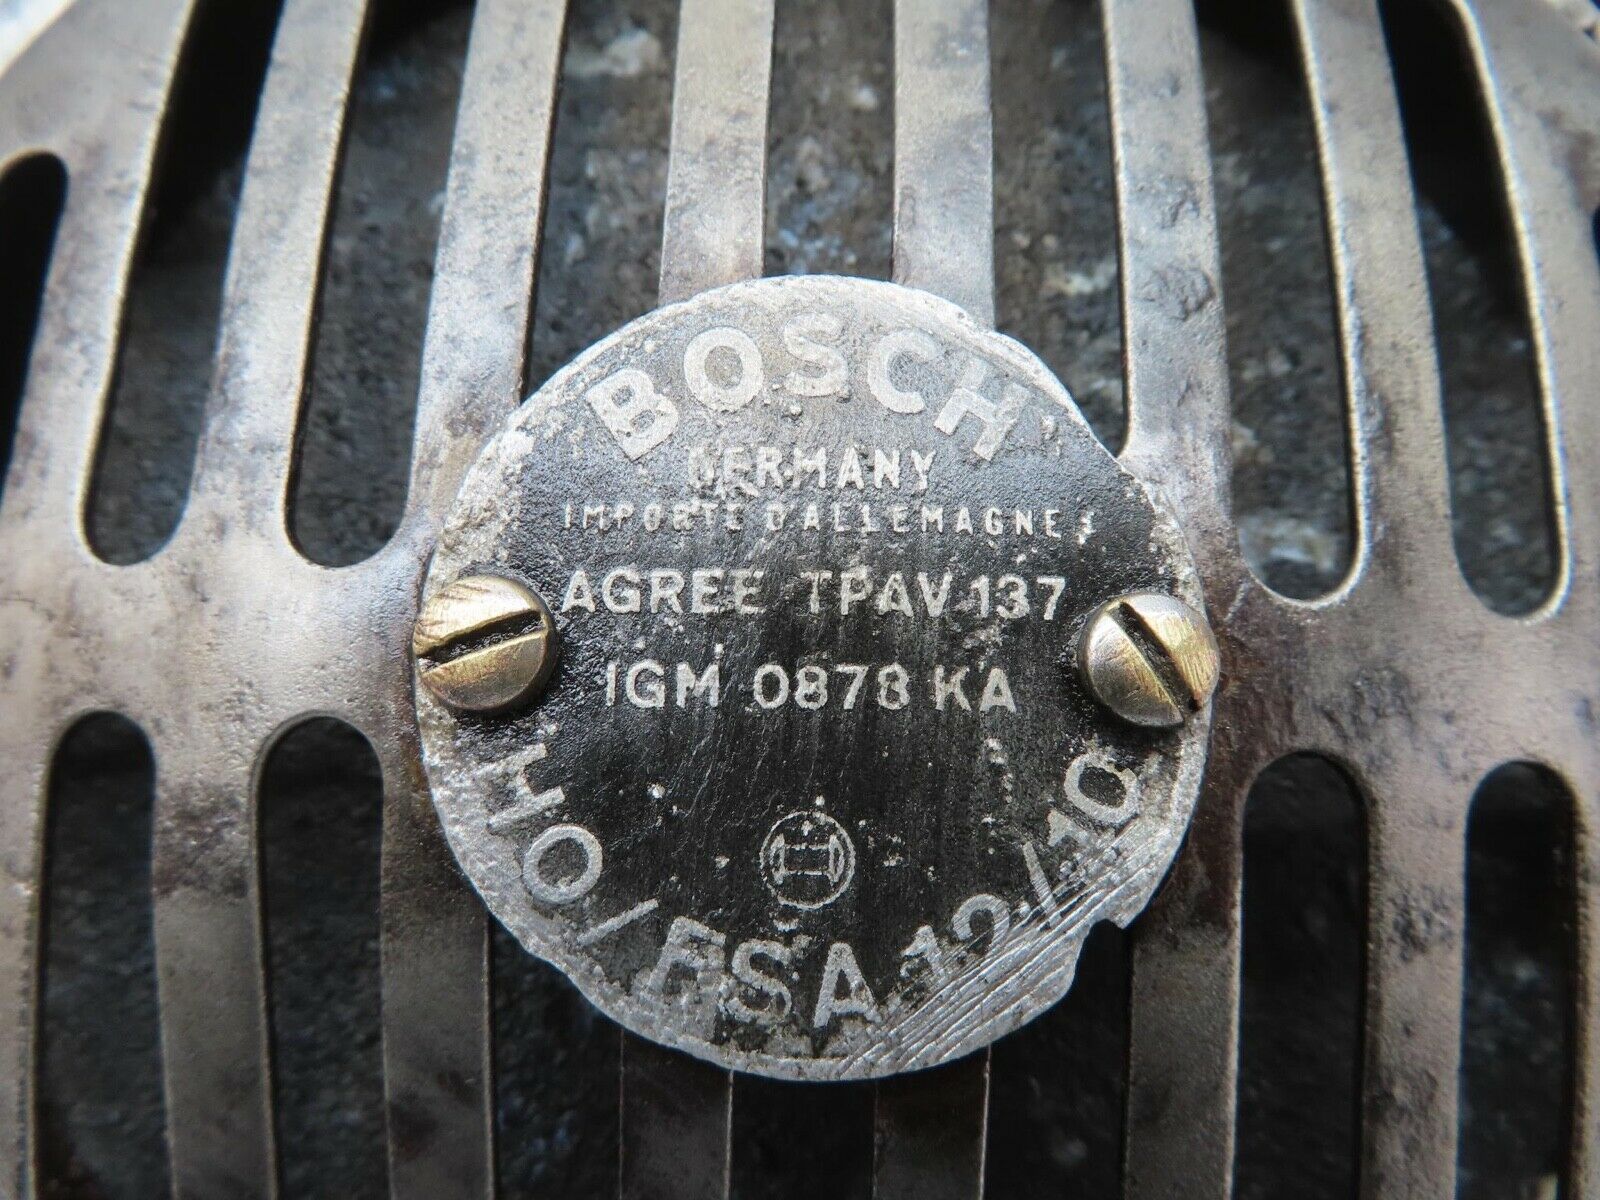 BOSCH
GERMANY
IMPORTE D'ALLEMAGNE
AGREE TPAV 137
IGM 0878 KA
HO/FSA 12/10